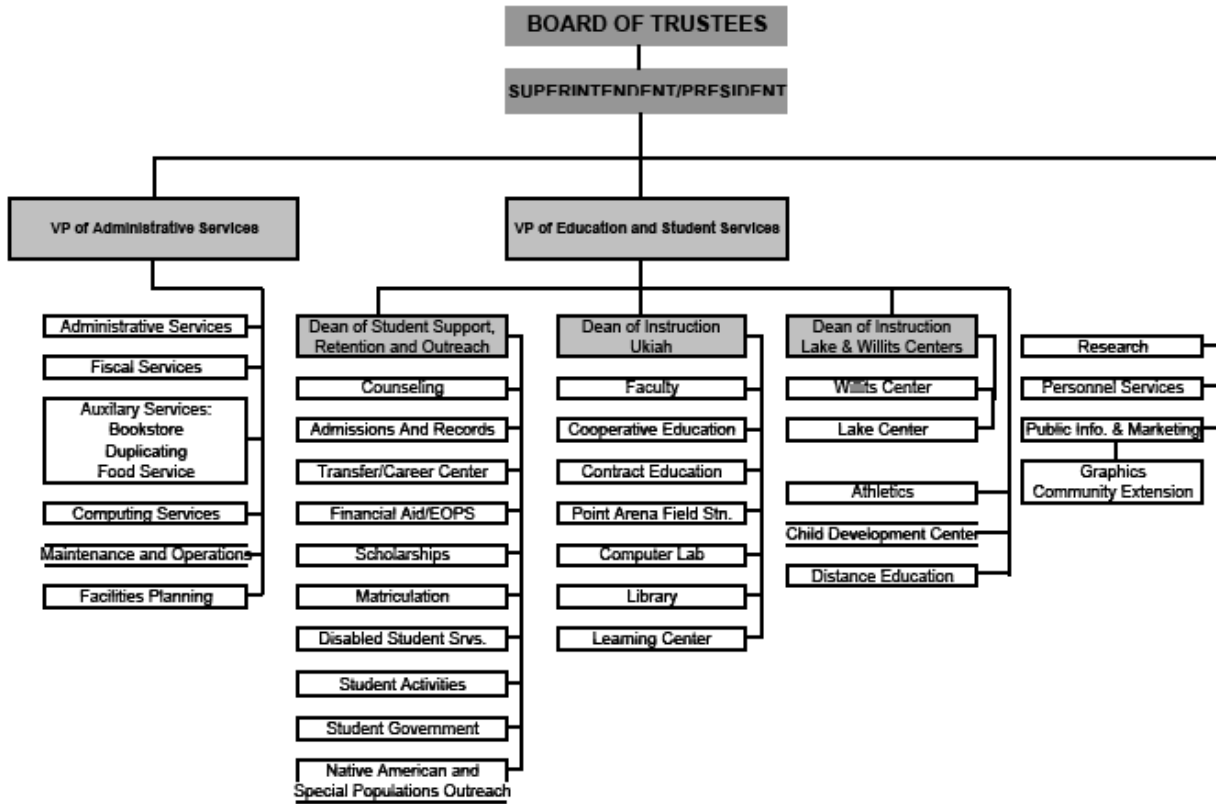 BOARD OF TRUSTEES
SUPERINTENDENT/PRESIDENT
VP of Administrative Services
VP of Education and Student Services
Administrative Services
Fiscal Services
Auxilary Services:
Bookstore
Duplicating
Food Service
Computing Services
Maintenance and Operations
Facilities Planning
Dean of Student Support,
Retention and Outreach
Counseling
Admissions And Records
Transfer/Career Center
Financial Aid/EOPS
Scholarships
Matriculation
Disabled Student Srvs.
Student Activities
Student Government
Native American and
Special Populations Outreach
Dean of Instruction
Ukiah
Faculty
Cooperative Education
Contract Education
Point Arena Field Stn.
Computer Lab
Library
Learning Center
Dean of Instruction
Lake & Willits Centers
Willits Center
Lake Center
Athletics
Child Development Center
Distance Education
Research
Personnel Services
Public Info. & Marketing
Graphics
Community Extension